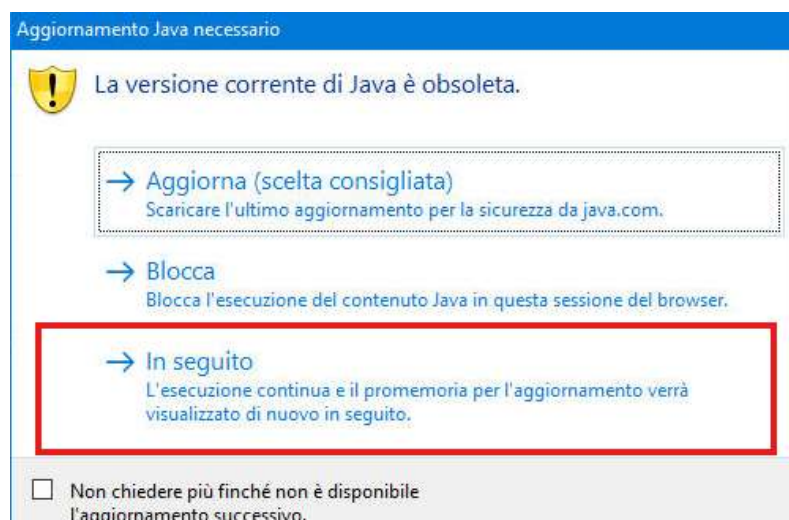 Aggiornamento Java necessario
La versione corrente di Java è obsoleta.
Aggiorna (scelta consigliata)
Scaricare l'ultimo aggiornamento per la sicurezza da java.com.
Blocca
Blocca l'esecuzione del contenuto Java in questa sessione del browser.
In seguito
L'esecuzione continua e il promemoria per l'aggiornamento verrà
visualizzato di nuovo in seguito.
Non chiedere più finché non è disponibile
l'aggiornamento successivo.